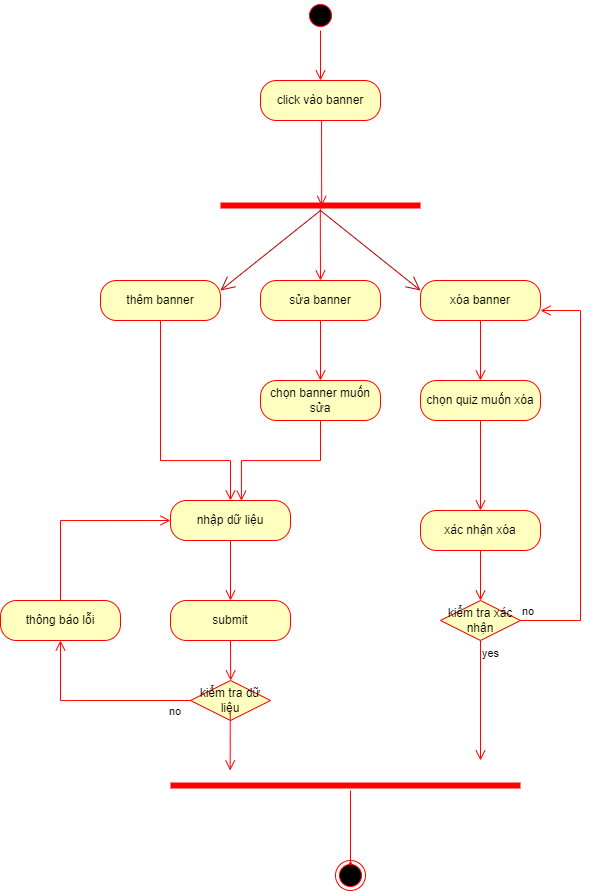 click vào banner
thêm banner
sửa banner
xóa banner
chọn banner muốn
sửa
chọn quiz muốn xóa
nhập dữ liệu
xác nhận xóa
thông báo lỗi
submit
kiểm tra xác
nhận
no
yes
kiểm tra dữ
liệu
no